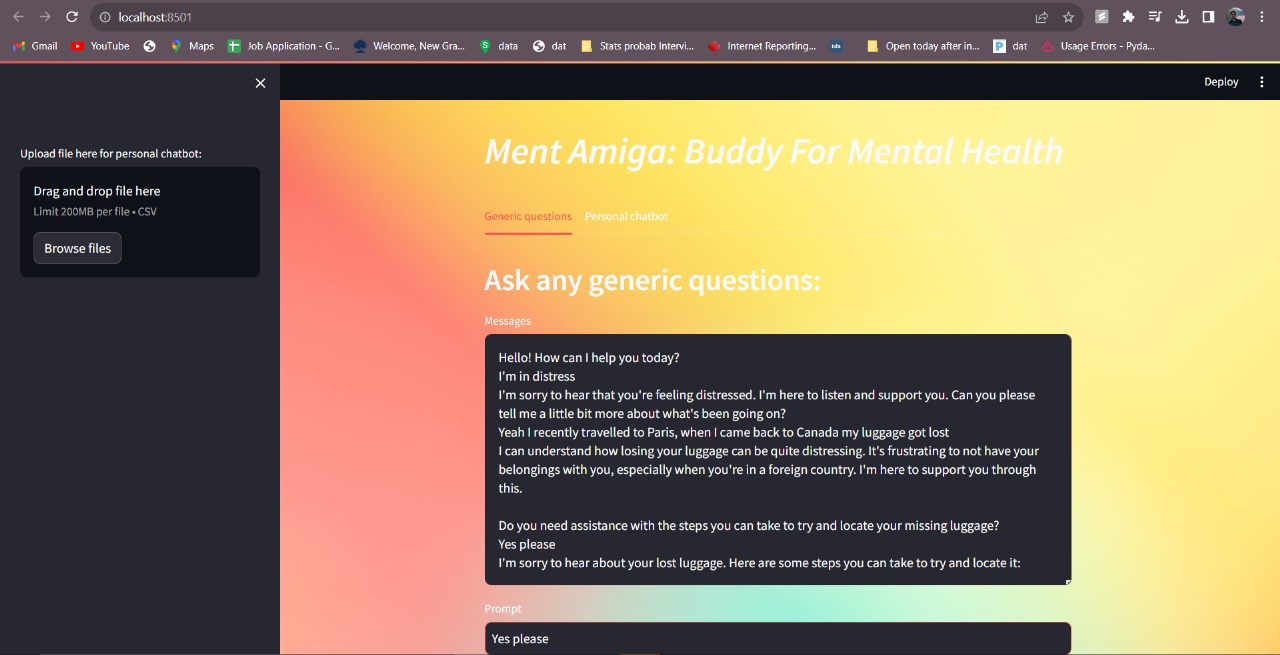 localhost:8501
Gmail
YouTube
Maps
Job Application - G...
Welcome, New Gra...
data
dat
Stats probab Intervi...
Internet Reporting...
tds
Open today after in...
dat
Usage Errors - Pyda...
Deploy
Upload file here for personal chatbot:
Drag and drop file here
Limit 200MB per file • CSV
Browse files
Ment Amiga: Buddy For Mental Health
Generic questions
Personal chatbot
Ask any generic questions:
Messages
Hello! How can I help you today?
I'm in distress
I'm sorry to hear that you're feeling distressed. I'm here to listen and support you. Can you please
tell me a little bit more about what's been going on?
Yeah I recently travelled to Paris, when I came back to Canada my luggage got lost
I can understand how losing your luggage can be quite distressing. It's frustrating to not have your
belongings with you, especially when you're in a foreign country. I'm here to support you through
this.
Do you need assistance with the steps you can take to try and locate your missing luggage?
Yes please
I'm sorry to hear about your lost luggage. Here are some steps you can take to try and locate it:
Prompt
Yes please